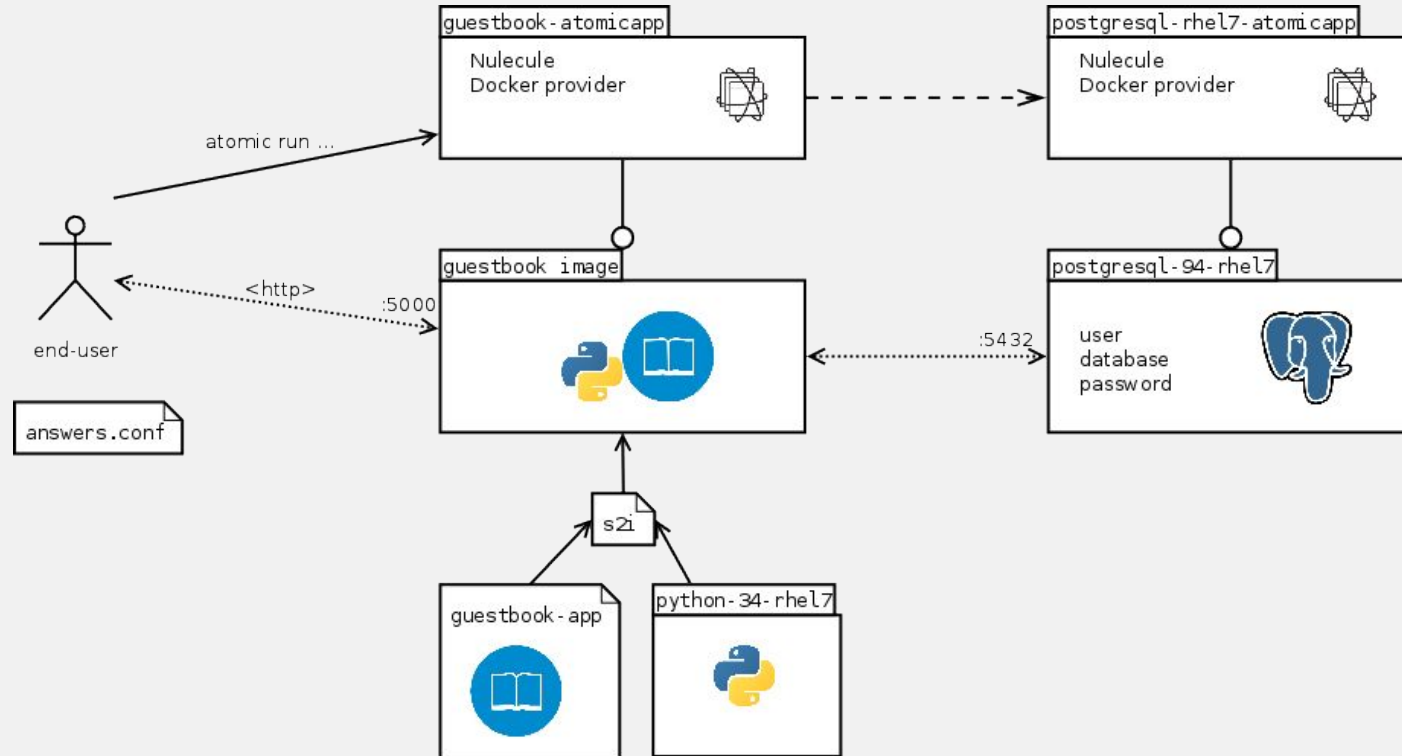 guestbook-atomicapp
Nulecule
Docker provider
postgresql-rhel7-atomicapp
Nulecule
Docker provider
atomic run ...
end-user
answers.conf
<http>
:5000
guestbook image
:5432
postgresql-94-rhel7
user
database
password
s2i
guestbook-app
python-34-rhel7